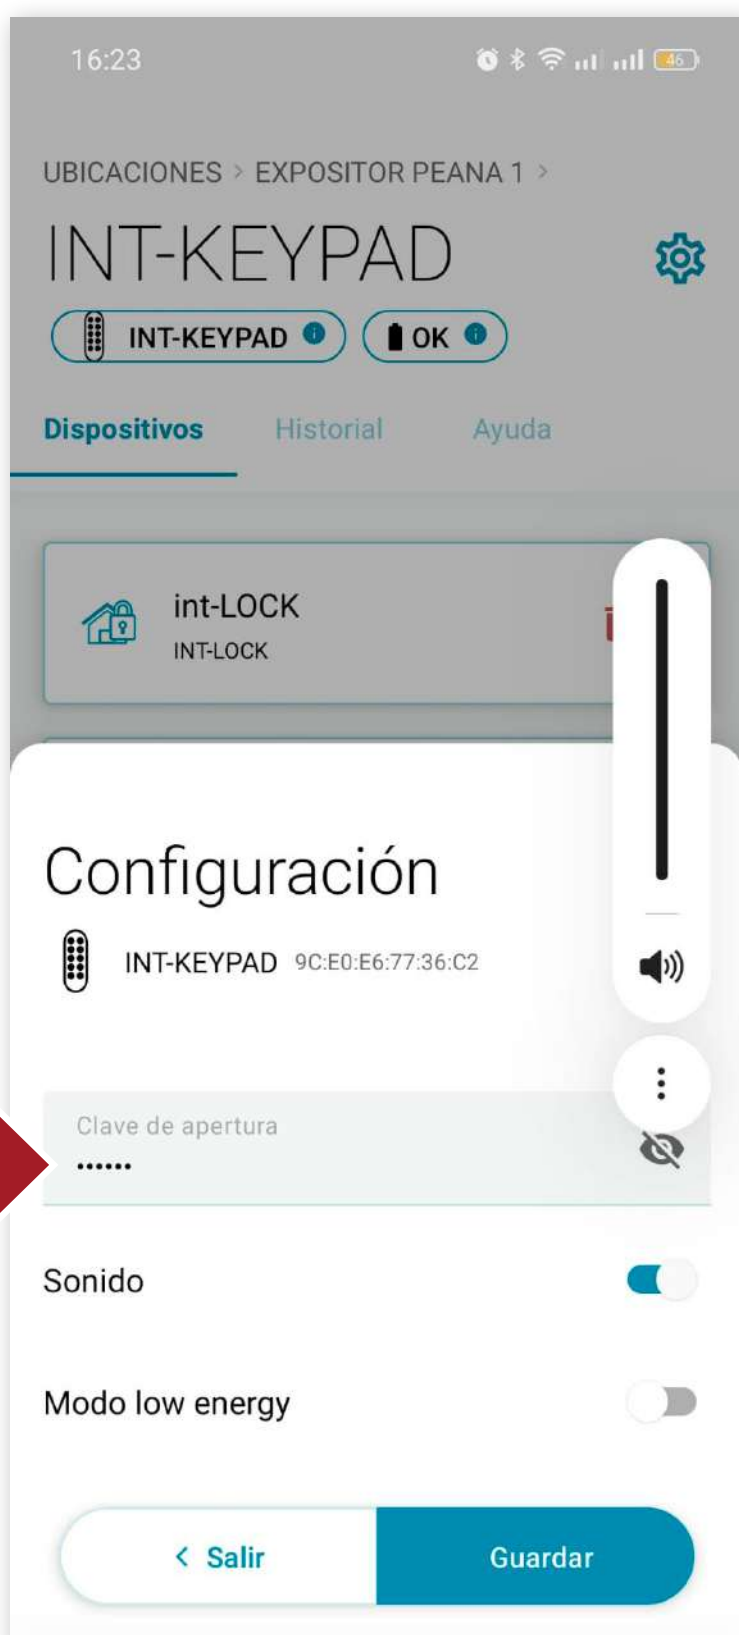 16:23
46
UBICACIONES > EXPOSITOR PEANA 1 >
INT-KEYPAD
INT-KEYPAD OK
Dispositivos Historial Ayuda
int-LOCK
INT-LOCK
Configuración
INT-KEYPAD 9C:E0:E6:77:36:C2
Clave de apertura
••••••
Sonido
Modo low energy
< Salir Guardar